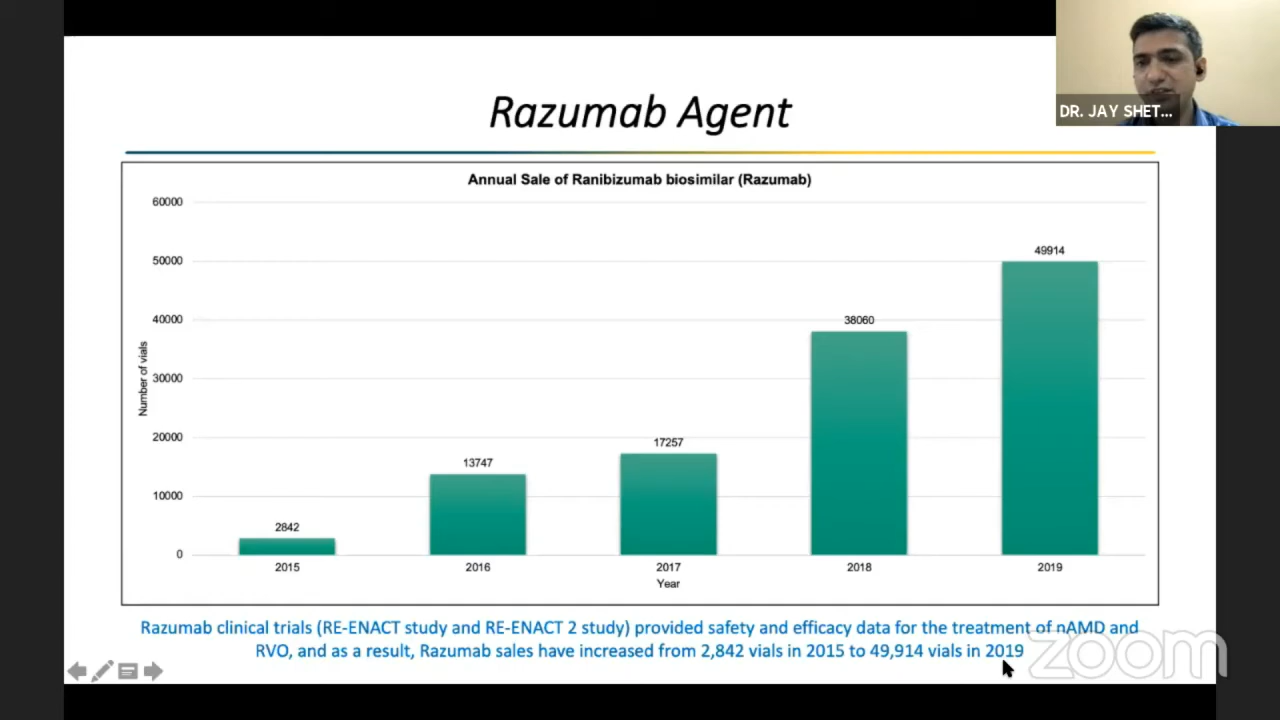 DR. JAY SHET...
Razumab Agent
Annual Sale of Ranibizumab biosimilar (Razumab)
60000
50000
40000
30000
20000
10000
0
Number of vials
2842
13747
17257
38060
49914
2015
2016
2017
2018
2019
Year
Razumab clinical trials (RE-ENACT study and RE-ENACT 2 study) provided safety and efficacy data for the treatment of nAMD and
RVO, and as a result, Razumab sales have increased from 2,842 vials in 2015 to 49,914 vials in 2019
zoom